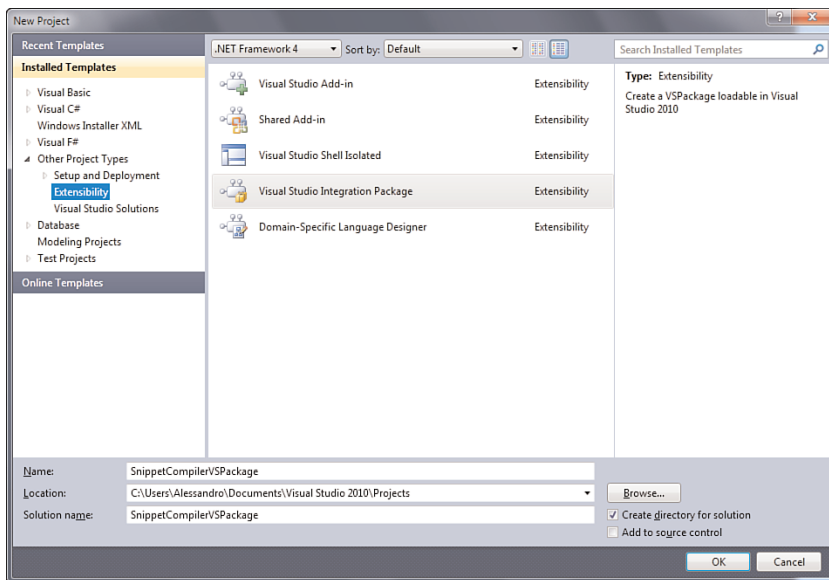 New Project
Recent Templates
Installed Templates
Visual Basic
Visual C#
Windows Installer XML
Visual F#
Other Project Types
Setup and Deployment
Extensibility
Visual Studio Solutions
Database
Modeling Projects
Test Projects
Online Templates
.NET Framework 4 Sort by: Default
Visual Studio Add-in Extensibility
Shared Add-in Extensibility
Visual Studio Shell Isolated Extensibility
Visual Studio Integration Package Extensibility
Domain-Specific Language Designer Extensibility
Search Installed Templates
Type: Extensibility
Create a VSPackage loadable in Visual
Studio 2010
Name: SnippetCompilerVSPackage
Location: C:\Users\Alessandro\Documents\Visual Studio 2010\Projects Browse...
Solution name: SnippetCompilerVSPackage Create directory for solution
Add to source control
OK Cancel